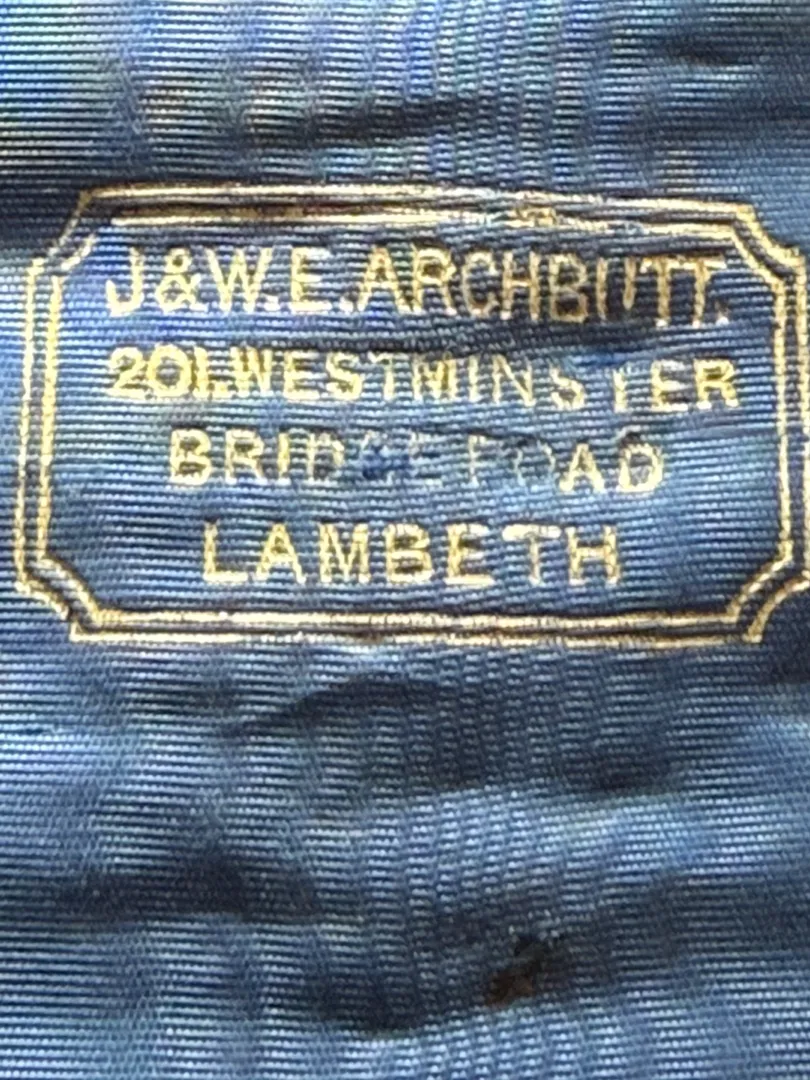 J&W.E.ARCHBUTT.
201.WESTMINSTER
BRIDGE ROAD
LAMBETH